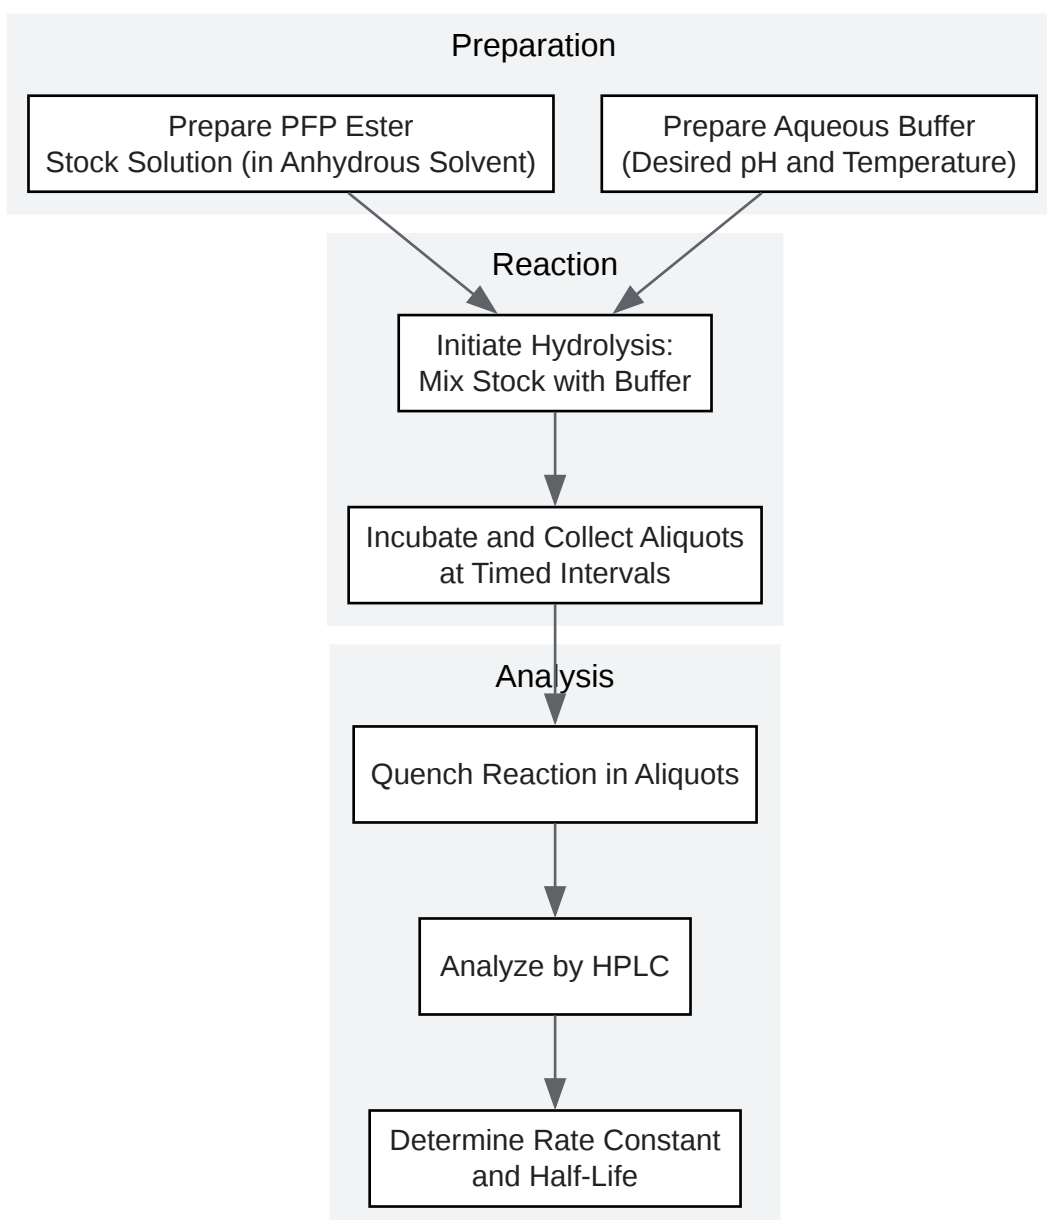 Preparation
Prepare PFP Ester
Stock Solution (in Anhydrous Solvent)
Prepare Aqueous Buffer
(Desired pH and Temperature)
Reaction
Initiate Hydrolysis:
Mix Stock with Buffer
Incubate and Collect Aliquots
at Timed Intervals
Analysis
Quench Reaction in Aliquots
Analyze by HPLC
Determine Rate Constant
and Half-Life